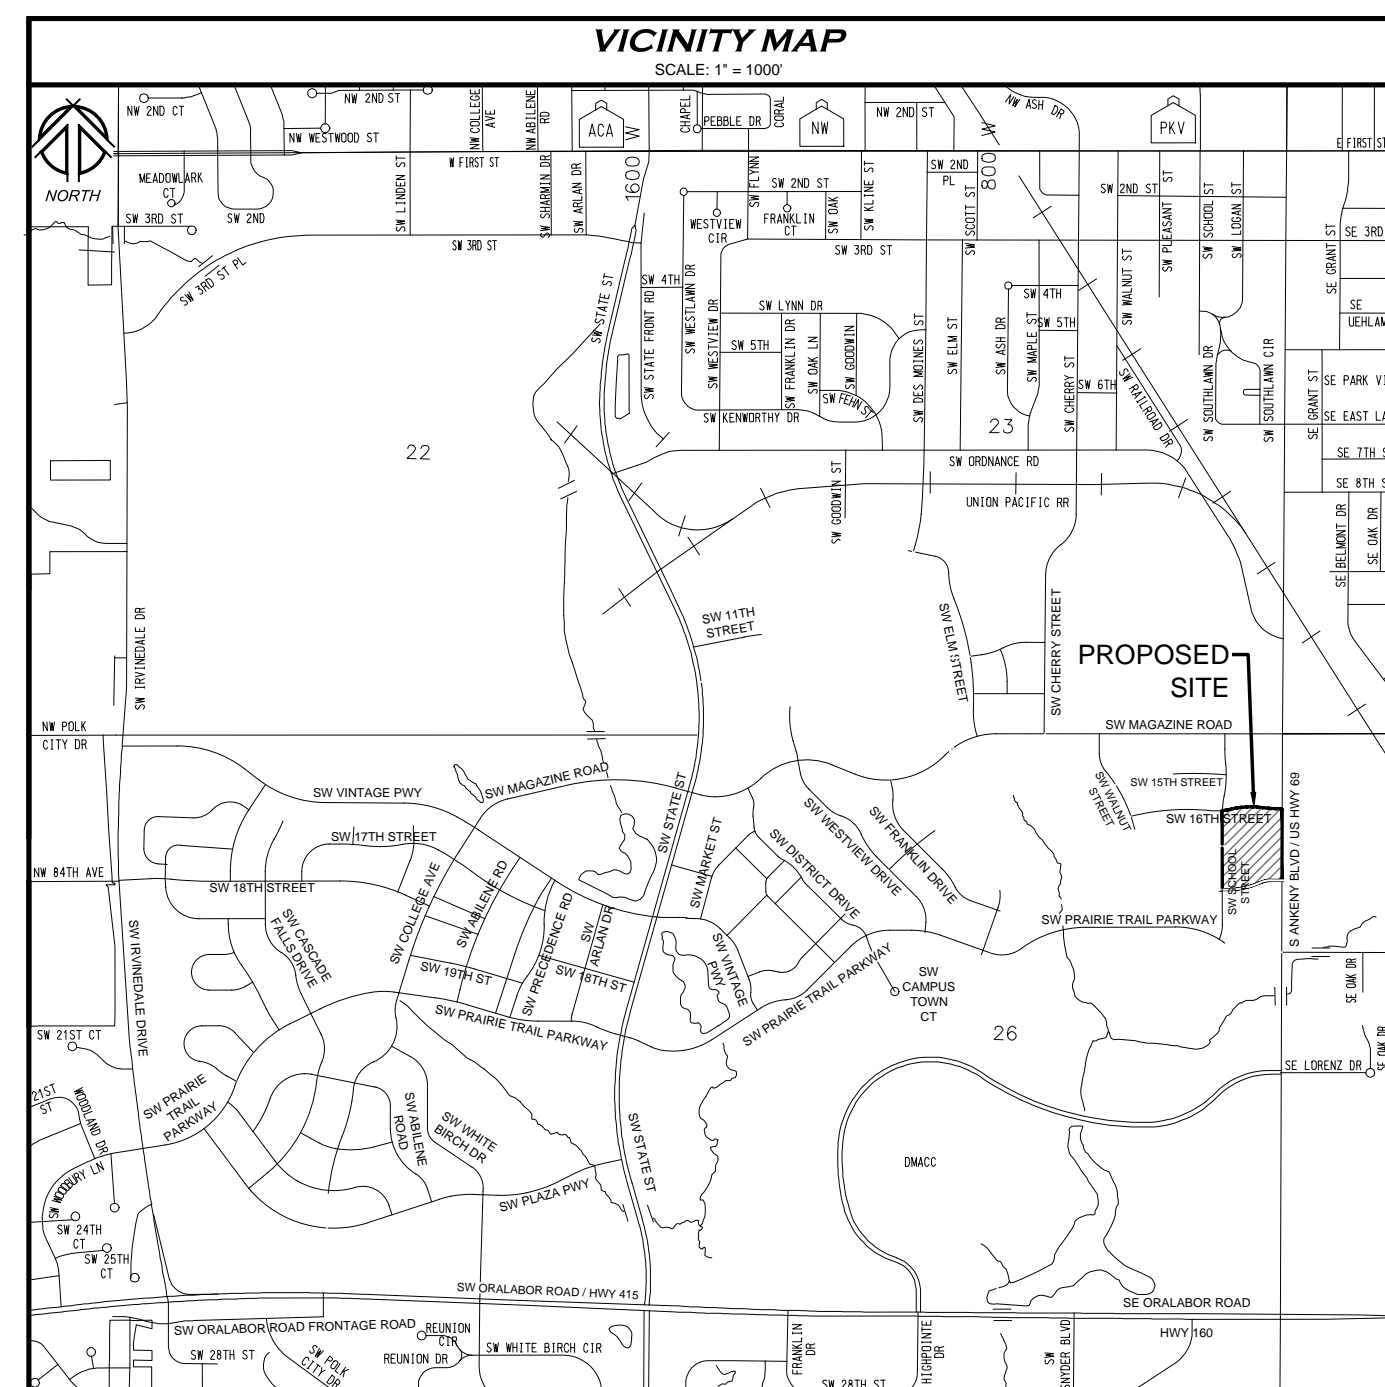 VICINITY MAP
SCALE: 1" = 1000'
NORTH
NW 2ND CT
NW 2ND ST
NW WESTWOOD ST
NW COLLEGE
AVE
NW ABILENE
RD
ACA
W
CHAPEL
PEBBLE DR
CORAL
NW
NW 2ND ST
W
NW ASH DR
PKV
E FIRST ST
W FIRST ST
MEADOWLARK
CT
SW 3RD ST
SW 2ND
SW LINDEN ST
SW SHARMIN DR
SW ARLAN DR
1600
SW FLYNN
SW 2ND ST
WESTVIEW
CIR
FRANKLIN
CT
SW OAK
SW KLINE ST
SW 2ND
PL
SW SCOTT ST
800
SW 2ND ST
SW PLEASANT
ST
SW SCHOOL ST
SW LOGAN ST
SE GRANT ST
SE 3RD
SW 3RD ST
SW 3RD ST PL
SW 3RD ST
SW STATE ST
SW 4TH
SW STATE FRONT RD
SW WESTLAWN DR
SW WESTVIEW DR
SW LYNN DR
SW 5TH
SW FRANKLIN DR
SW OAK LN
SW GOODWIN
SW FEHN ST
SW KENWORTHY DR
SW DES MOINES ST
SW ELM ST
SW ASH DR
SW MAPLE ST
SW 4TH
SW 5TH
SW CHERRY ST
SW 6TH
SW WALNUT ST
SW RAILROAD DR
SW SOUTHLAWN DR
SW SOUTHLAWN CIR
SE
UEHLAM
SE GRANT ST
SE PARK VI
SE EAST LA
SE 7TH S
SE 8TH S
22
23
SW ORDNANCE RD
UNION PACIFIC RR
SW GOODWIN ST
SE BELMONT DR
SE OAK DR
SW IRVINEDALE DR
SW 11TH
STREET
SW ELM STREET
SW CHERRY STREET
PROPOSED
SITE
NW POLK
CITY DR
SW MAGAZINE ROAD
SW MAGAZINE ROAD
SW VINTAGE PWY
SW 17TH STREET
SW STATE ST
SW WALNUT
STREET
SW 15TH STREET
SW 16TH STREET
S ANKENY BLVD / US HWY 69
NW 84TH AVE
SW 18TH STREET
SW COLLEGE AVE
SW ABILENE RD
SW PRECEDENCE RD
SW
ARLAN DR
SW MARKET ST
SW DISTRICT DRIVE
SW WESTVIEW DRIVE
SW FRANKLIN DRIVE
SW SCHOOL
STREET
SW IRVINEDALE DRIVE
SW CASCADE
FALLS DRIVE
SW 19TH ST
SW 18TH ST
SW VINTAGE
PWY
SW PRAIRIE TRAIL PARKWAY
SW PRAIRIE TRAIL PARKWAY
SW PRAIRIE TRAIL PARKWAY
SW
CAMPUS
TOWN
CT
26
SE OAK DR
SE OAK DR
SE LORENZ DR
SW 21ST CT
21ST
ST
WOODLAND DR
SW PRAIRIE
TRAIL
PARKWAY
SW ABILENE
ROAD
SW WHITE
BIRCH DR
SW STATE ST
DMACC
SW WOODBURY LN
SW PLAZA PWY
SW 24TH
CT
SW 25TH
CT
SW ORALABOR ROAD / HWY 415
SE ORALABOR ROAD
SW ORALABOR ROAD FRONTAGE ROAD
HWY 160
SW 28TH ST
SW POLK
CITY DR
REUNION
CIR
REUNION DR
SW WHITE BIRCH CIR
FRANKLIN
DR
SW 28TH ST
HIGHPOINTE
DR
SW
SNYDER BLVD